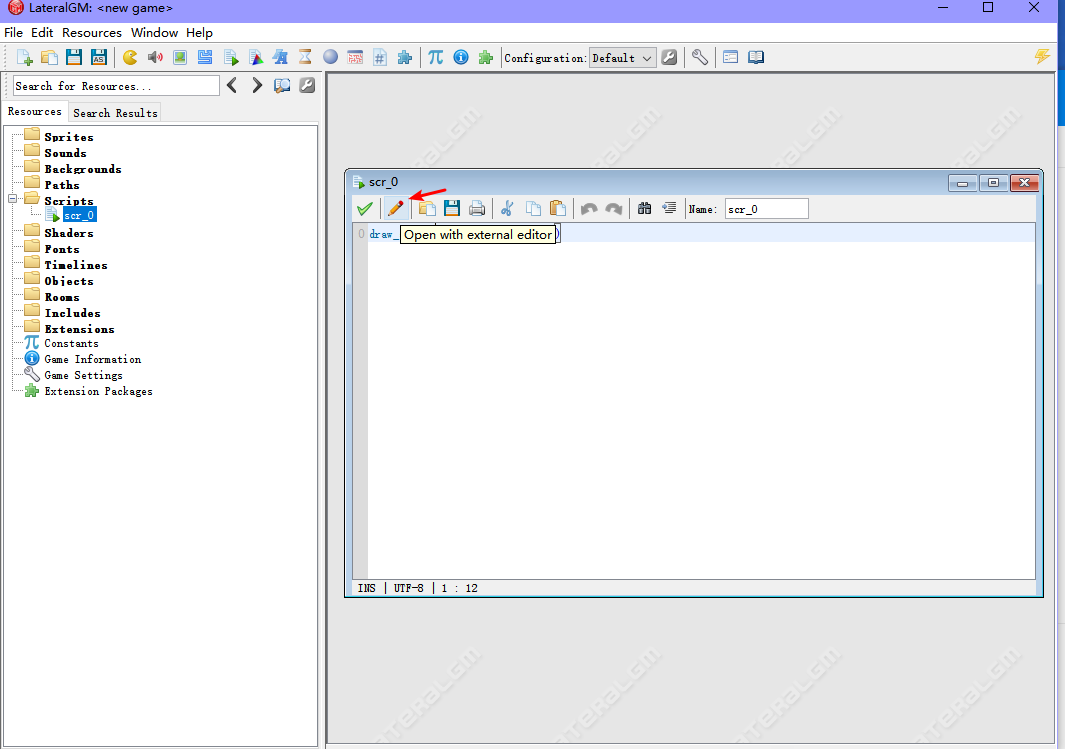 LateralGM: <new game>
File Edit Resources Window Help
AS
Configuration: Default
Search for Resources...
Resources Search Results
Sprites
Sounds
Backgrounds
Paths
Scripts
scr_0
Shaders
Fonts
Timelines
Objects
Rooms
Includes
Extensions
Constants
Game Information
Game Settings
Extension Packages
scr_0
Name: scr_0
0 draw_
Open with external editor
INS | UTF-8 | 1 : 12